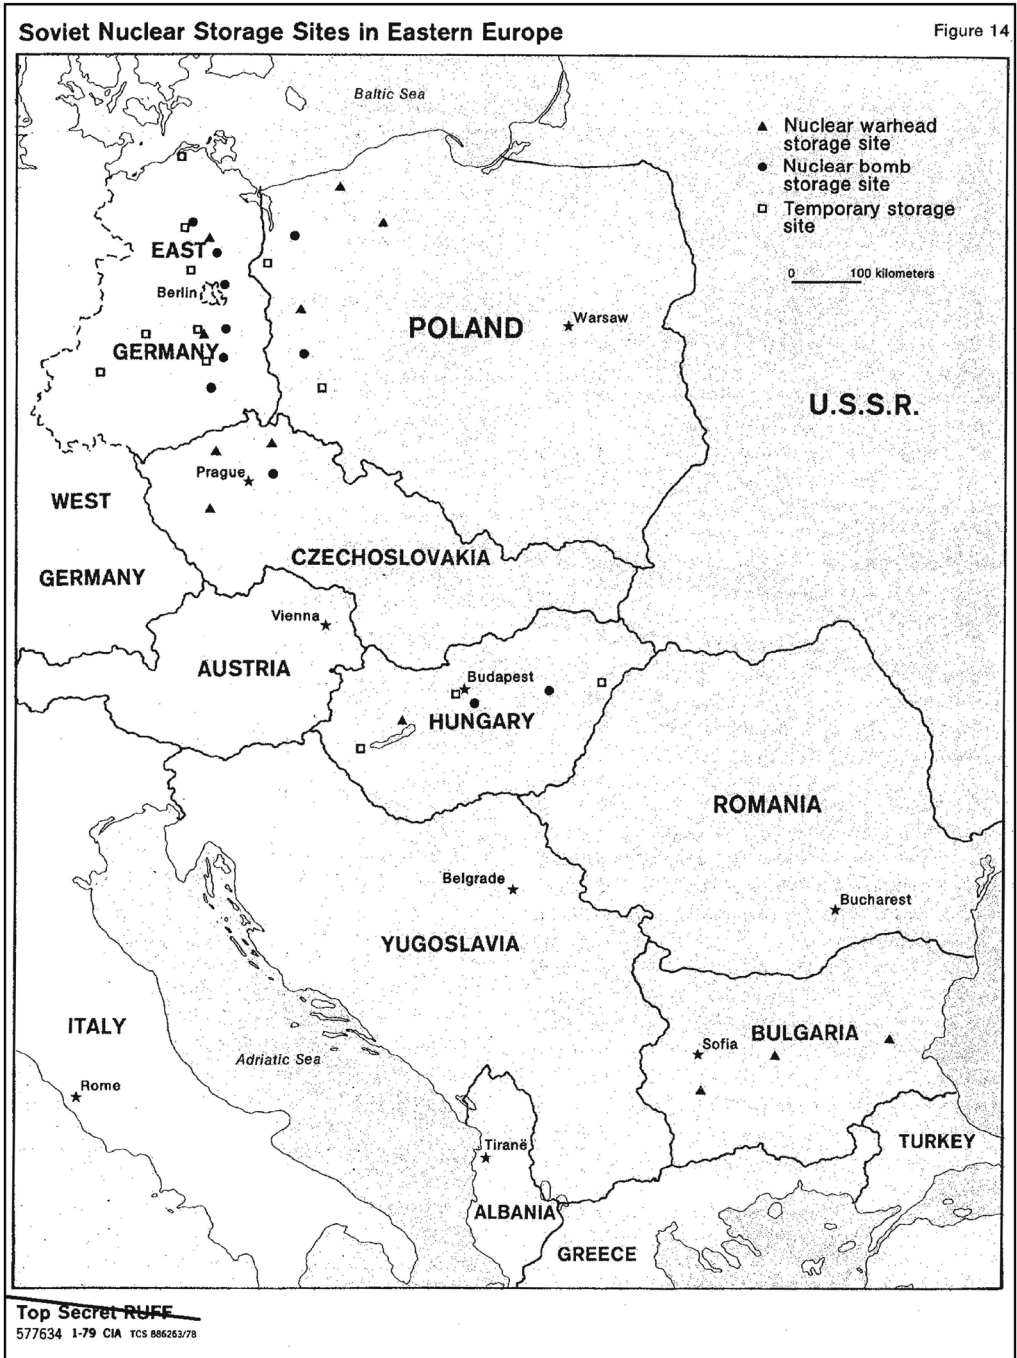 Soviet Nuclear Storage Sites in Eastern Europe
Figure 14
Baltic Sea
Nuclear warhead
storage site
Nuclear bomb
storage site
Temporary storage
site
0 100 kilometers
EAST
Berlin
GERMANY
POLAND
Warsaw
U.S.S.R.
Prague
WEST
GERMANY
CZECHOSLOVAKIA
Vienna
AUSTRIA
Budapest
HUNGARY
ROMANIA
Belgrade
Bucharest
YUGOSLAVIA
ITALY
Adriatic Sea
Sofia
BULGARIA
Rome
Tiranë
TURKEY
ALBANIA
GREECE
Top Secret RUFF
577634 1-79 CIA TCS 886263/78